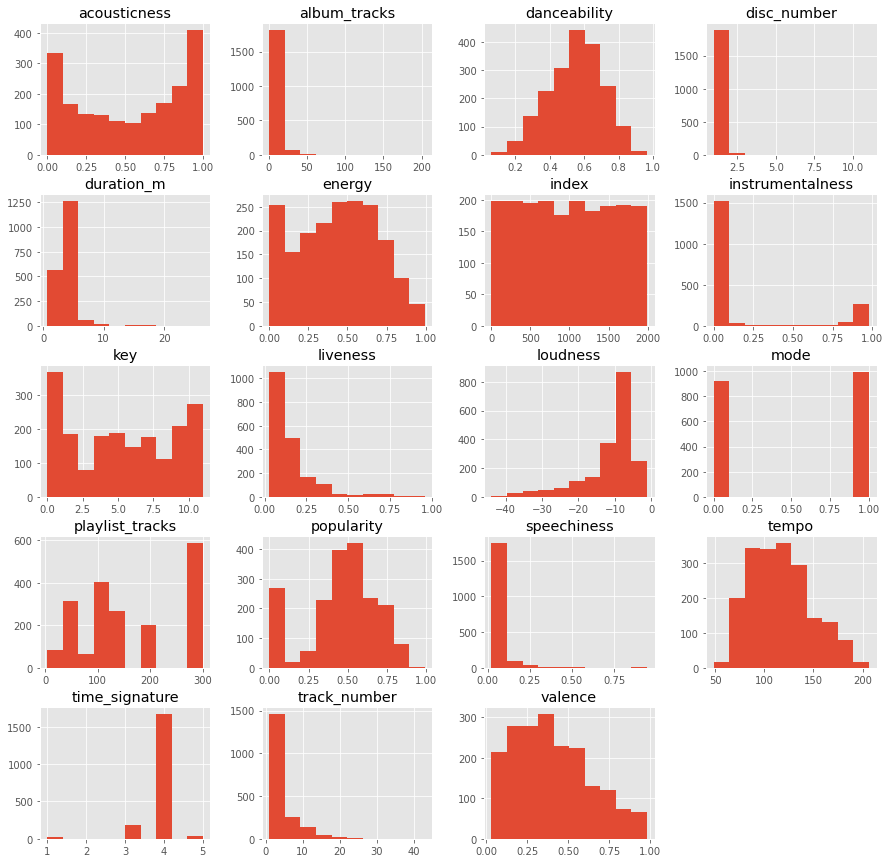 acousticness album_tracks danceability disc_number
400 300 200 100 0
0.00 0.25 0.50 0.75 1.00
1500 1000 500 0
0 50 100 150 200
400 300 200 100 0
0.2 0.4 0.6 0.8 1.0
1500 1000 500 0
2.5 5.0 7.5 10.0
duration_m energy index instrumentalness
1250 1000 750 500 250 0
0 10 20
250 200 150 100 50 0
0.00 0.25 0.50 0.75 1.00
200 150 100 50 0
0 500 1000 1500 2000
1500 1000 500 0
0.00 0.25 0.50 0.75 1.00
key liveness loudness mode
300 200 100 0
0.0 2.5 5.0 7.5 10.0
1000 800 600 400 200 0
0.00 0.25 0.50 0.75 1.00
800 600 400 200 0
−40 −30 −20 −10 0
1000 800 600 400 200 0
0.00 0.25 0.50 0.75 1.00
playlist_tracks popularity speechiness tempo
600 400 200 0
0 100 200 300
400 300 200 100 0
0.00 0.25 0.50 0.75 1.00
1500 1000 500 0
0.00 0.25 0.50 0.75
300 200 100 0
50 100 150 200
time_signature track_number valence
1500 1000 500 0
1 2 3 4 5
1500 1000 500 0
0 10 20 30 40
300 200 100 0
0.00 0.25 0.50 0.75 1.00